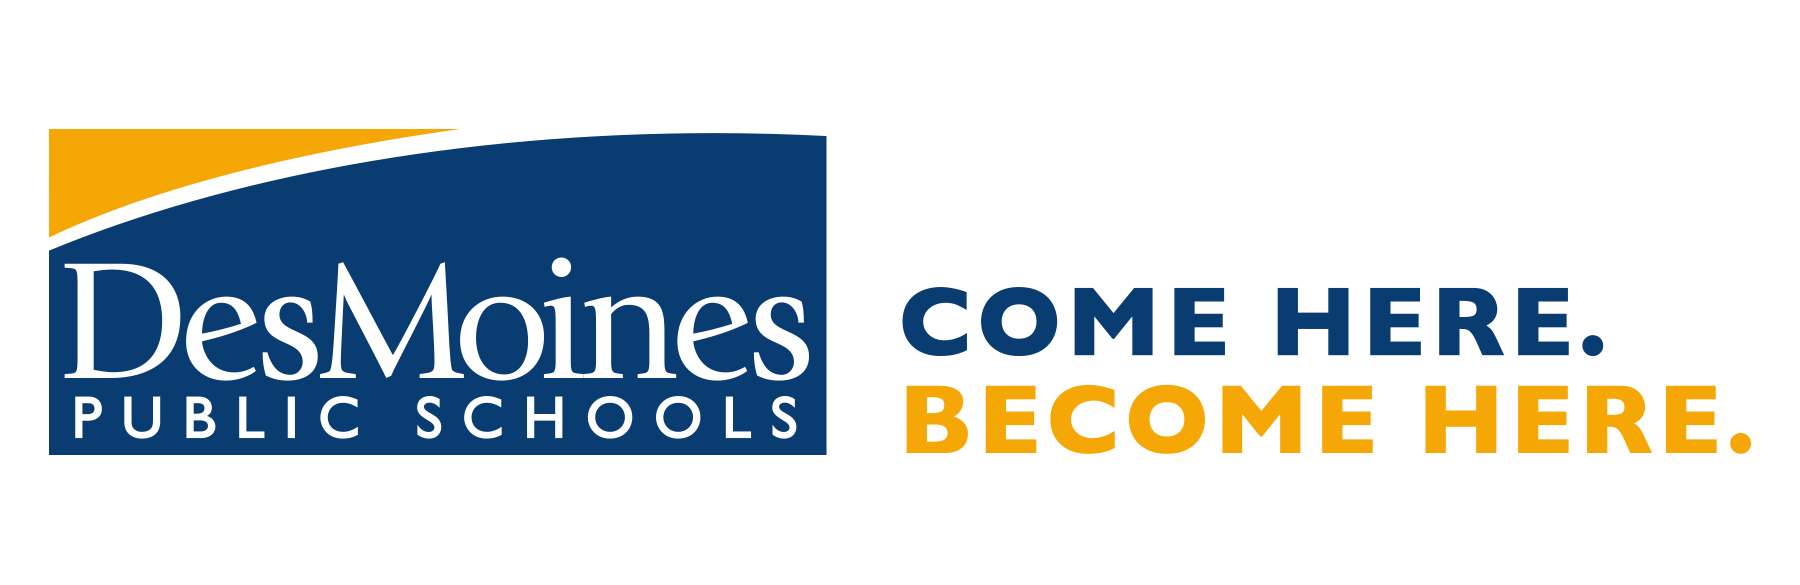 DesMoines
PUBLIC SCHOOLS
COME HERE.
BECOME HERE.